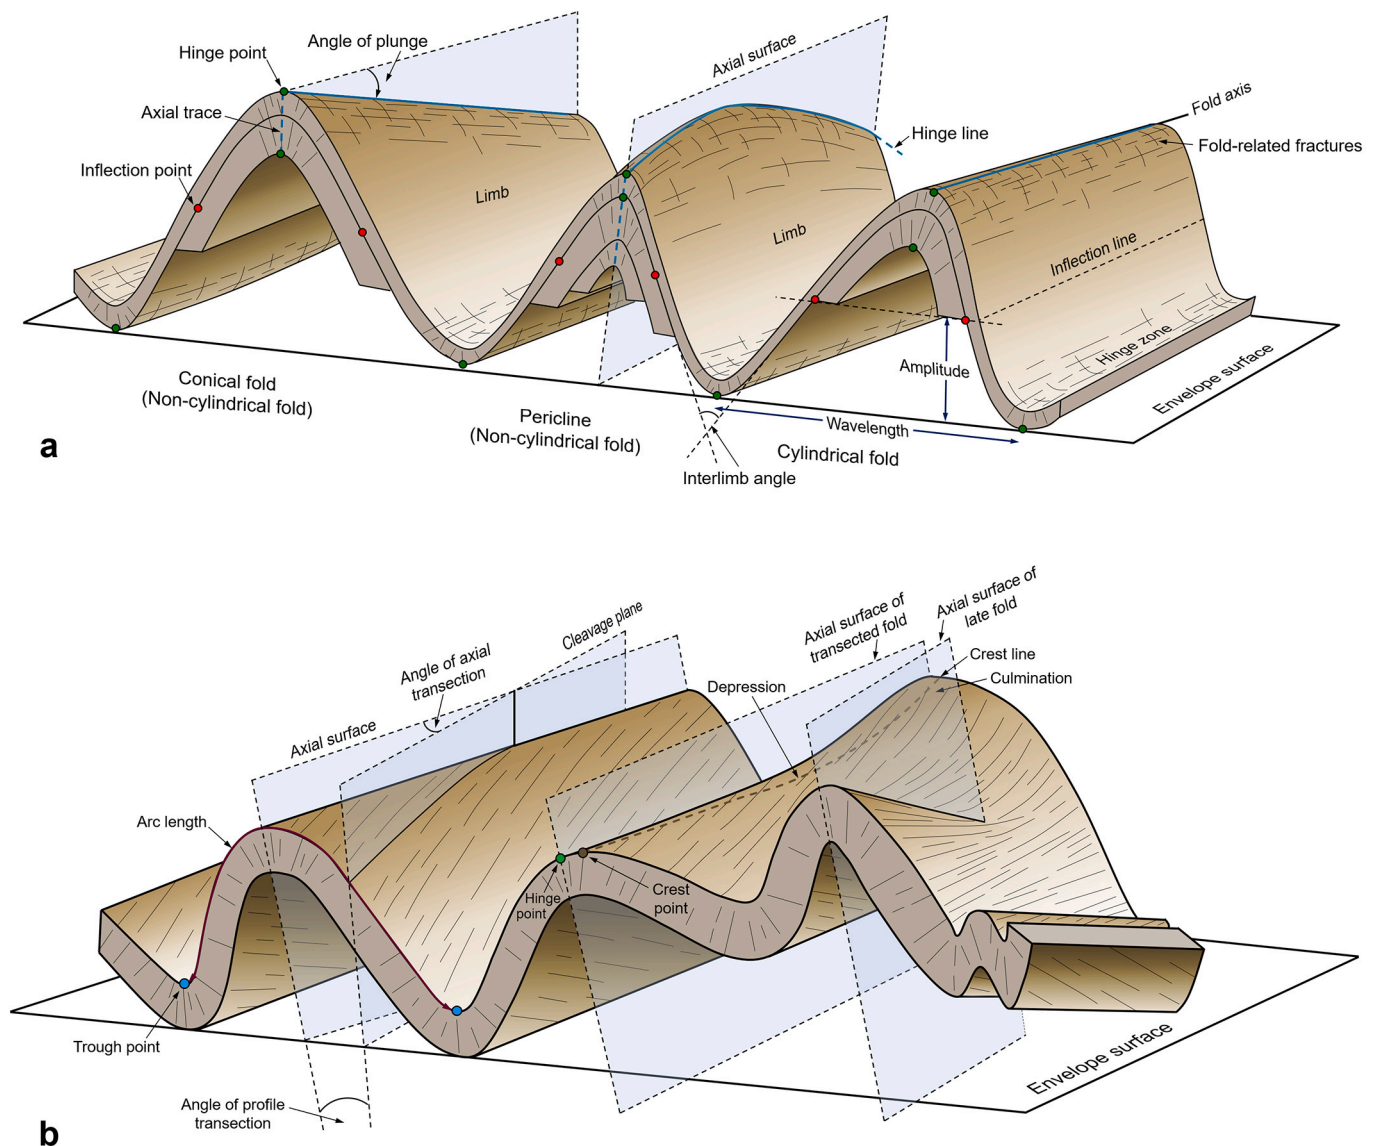 Angle of plunge
Hinge point
Axial surface
Fold axis
Axial trace
Hinge line
Fold-related fractures
Inflection point
Limb
Limb
Inflection line
Hinge zone
Amplitude
Envelope surface
Conical fold
(Non-cylindrical fold)
Pericline
(Non-cylindrical fold)
Wavelength
Cylindrical fold
Interlimb angle
a
Cleavage plane
Axial surface of
transected fold
Axial surface of
late fold
Angle of axial
transection
Crest line
Culmination
Depression
Axial surface
Arc length
Hinge
point
Crest
point
Trough point
Envelope surface
Angle of profile
transection
b